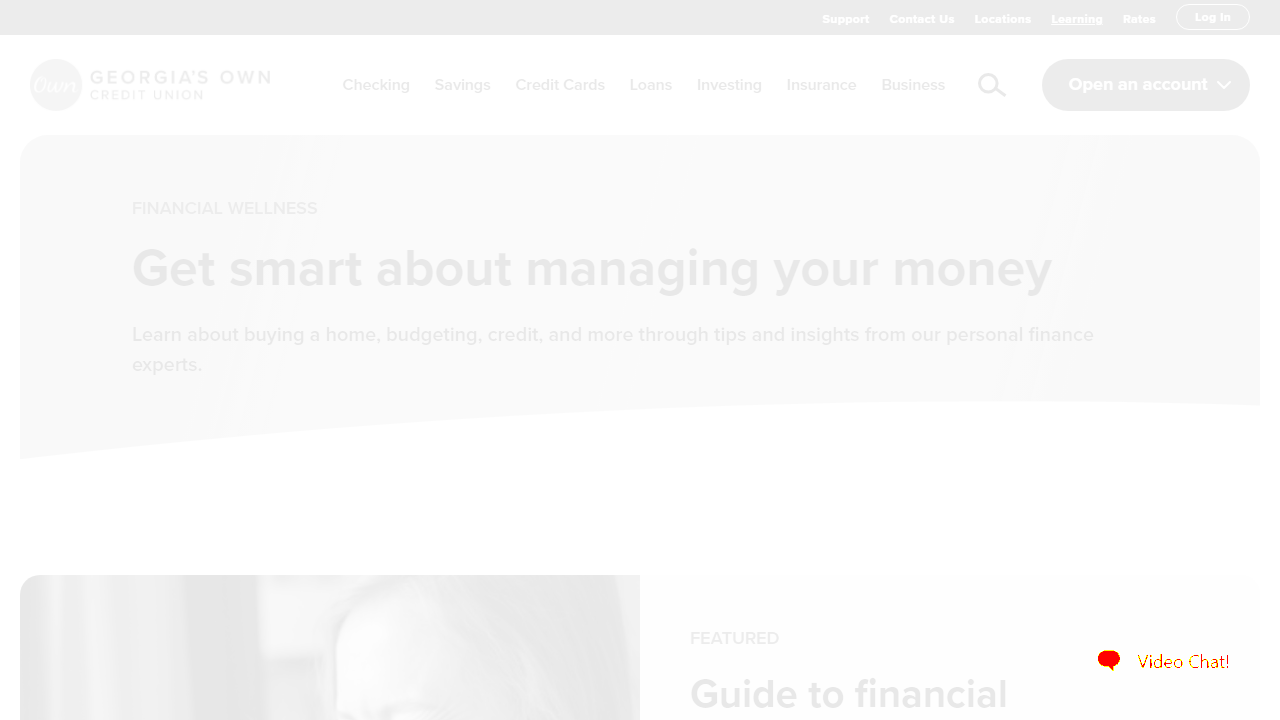 Support Contact Us Locations Learning Rates Log In
Own GEORGIA'S OWN
CREDIT UNION
Checking Savings Credit Cards Loans Investing Insurance Business Open an account
FINANCIAL WELLNESS
Get smart about managing your money
Learn about buying a home, budgeting, credit, and more through tips and insights from our personal finance
experts.
FEATURED
Video Chat!
Guide to financial